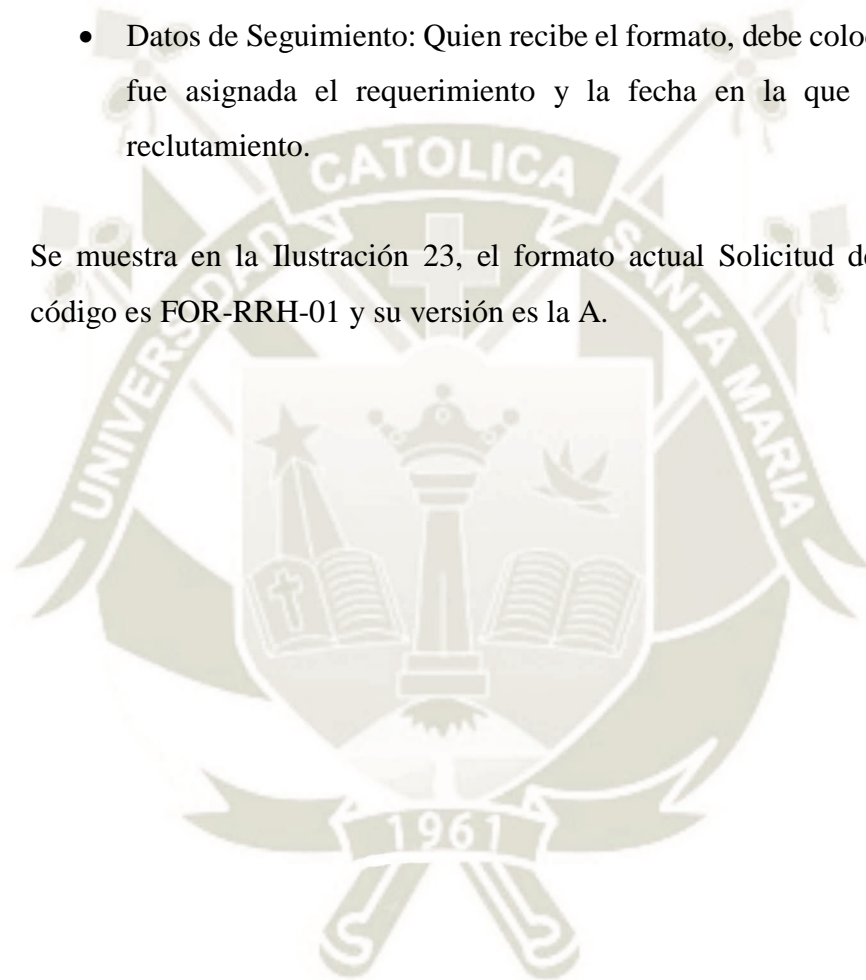 • Datos de Seguimiento: Quien recibe el formato, debe
fue asignada el requerimiento y la fecha en la que
reclutamiento.
CATOLICA
UNIVERSIDAD
SANTA MARIA
Se muestra en la Ilustración 23, el formato actual Solicitud
código es FOR-RRH-01 y su versión es la A.
1961